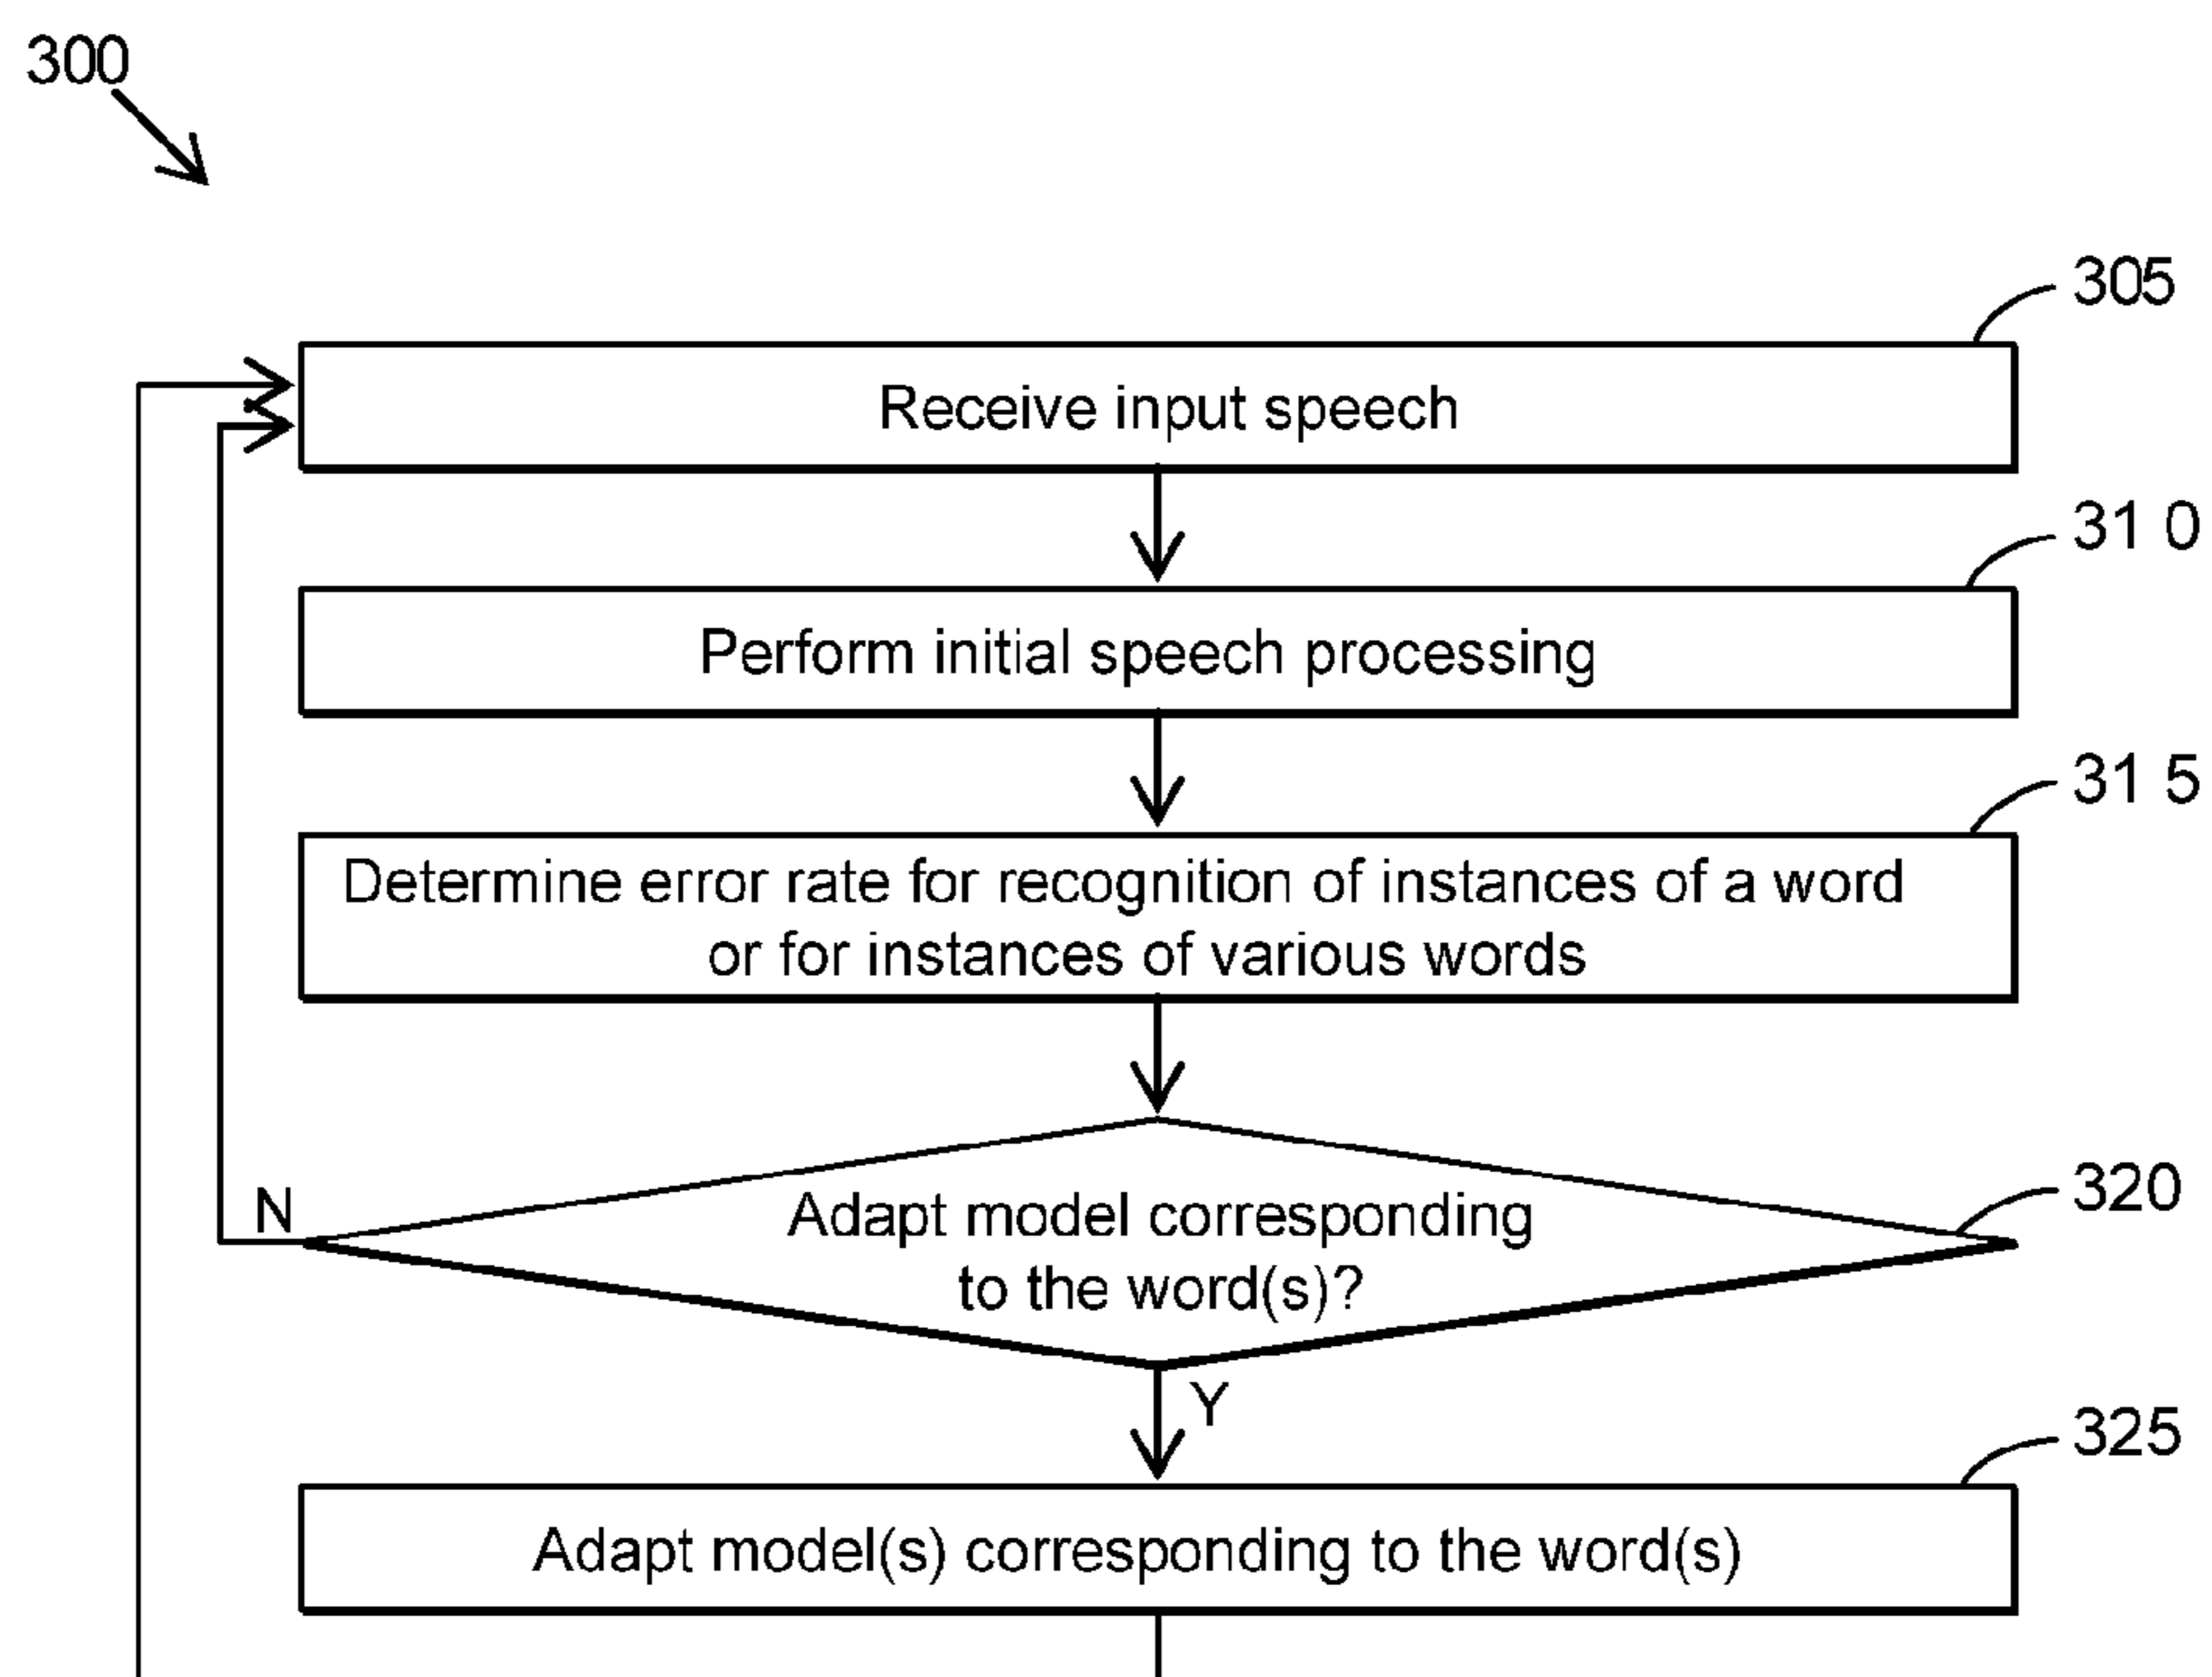 300
305
Receive input speech
31 0
Perform initial speech processing
31 5
Determine error rate for recognition of instances of a word
or for instances of various words
320
N
Adapt model corresponding
to the word(s)?
Y
325
Adapt model(s) corresponding to the word(s)